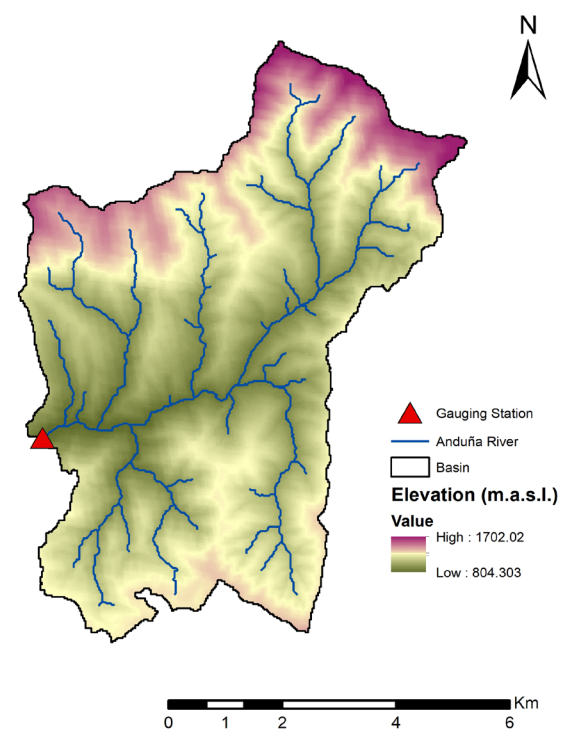 N
Gauging Station
Anduña River
Basin
Elevation (m.a.s.l.)
Value
High : 1702.02
Low : 804.303
Km
0 1 2 4 6